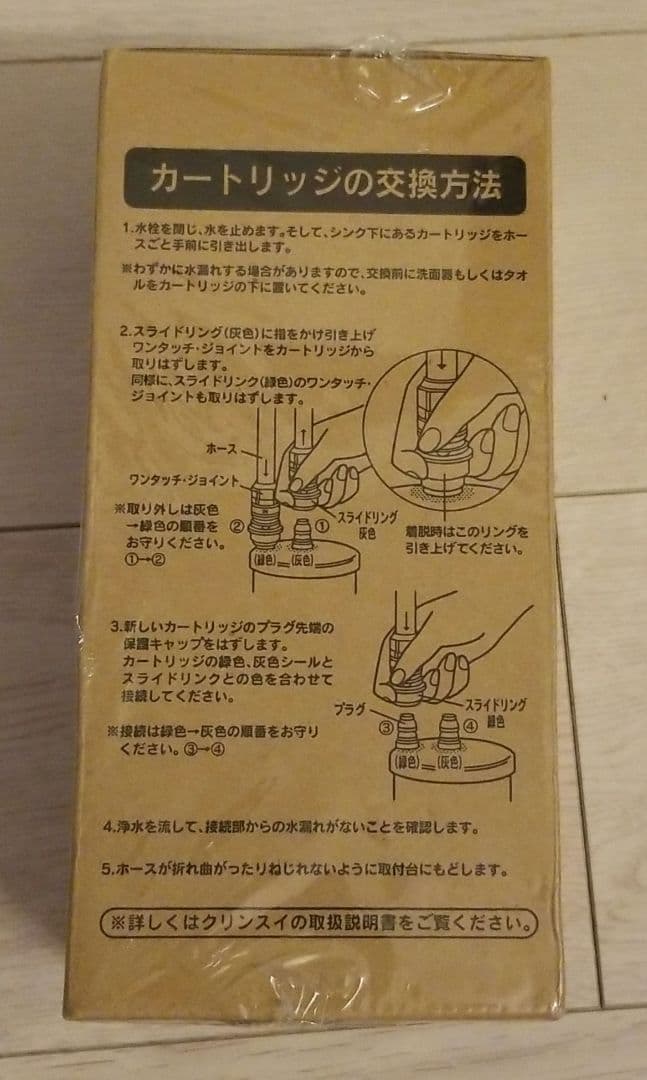 カートリッジの交換方法
1.水栓を閉じ、水を止めます。そして、シンク下にあるカートリッジをホー
スごと手前に引き出します。
※わずかに水漏れする場合がありますので、交換前に洗面器もしくはタオ
ルをカートリッジの下に置いてください。
2.スライドリング(灰色)に指をかけ引き上げ
ワンタッチ・ジョイントをカートリッジから
取りはずします。
同様に、スライドリンク(緑色)のワンタッチ・
ジョイントも取りはずします。
ホース
ワンタッチ・ジョイント
※取り外しは灰色
→緑色の順番を
お守りください。
①→②
②
①
スライドリング
灰色
(緑色)
(灰色)
着脱時はこのリングを
引き上げてください。
3.新しいカートリッジのプラグ先端の
保護キャップをはずします。
カートリッジの緑色、灰色シールと
スライドリンクとの色を合わせて
接続してください。
※接続は緑色→灰色の順番をお守り
ください。③→④
プラグ
スライドリング
緑色
③
④
(緑色)
(灰色)
4.浄水を流して、接続部からの水漏れがないことを確認します。
5.ホースが折れ曲がったりねじれないように取付台にもどします。
※詳しくはクリンスイの取扱説明書をご覧ください。